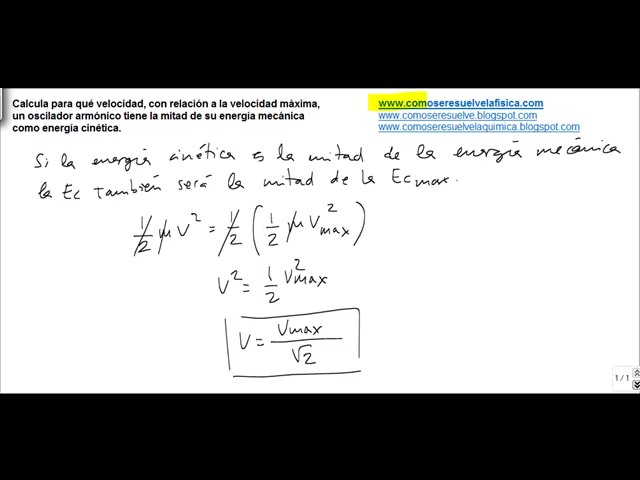 Calcula para qué velocidad, con relación a la velocidad máxima,
un oscilador armónico tiene la mitad de su energía mecánica
como energía cinética.
www.comoseresuelvelafisica.com
www.comoseresuelve.blogspot.com
www.comoseresuelvelaquimica.blogspot.com
Si la energía cinética es la mitad de la energía mecánica
la Ec también será la mitad de la Ec max.
1/2 μ V² = 1/2 (1/2 μ V²max)
V² = 1/2 V²max
V = Vmax/√2
1/1